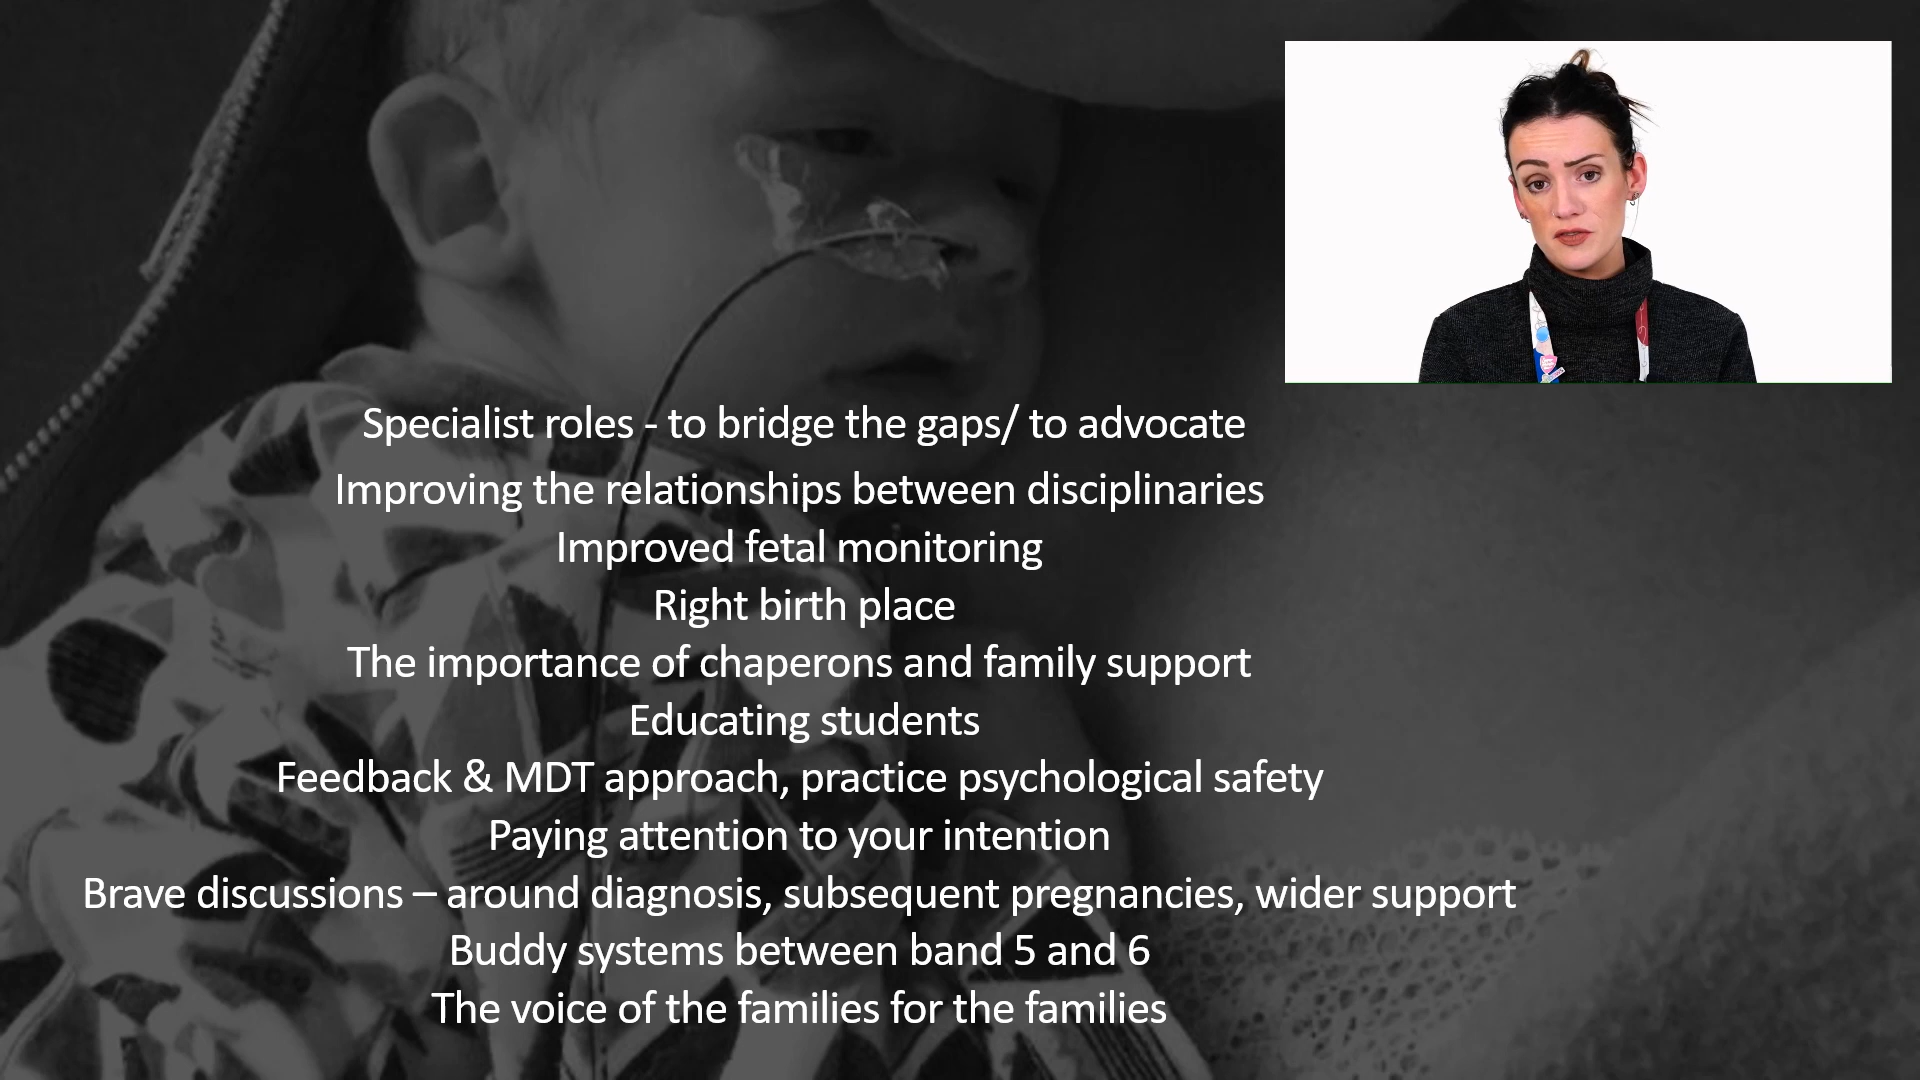 Specialist roles - to bridge the gaps/ to advocate
Improving the relationships between disciplinaries
Improved fetal monitoring
Right birth place
The importance of chaperons and family support
Educating students
Feedback & MDT approach, practice psychological safety
Paying attention to your intention
Brave discussions – around diagnosis, subsequent pregnancies, wider support
Buddy systems between band 5 and 6
The voice of the families for the families